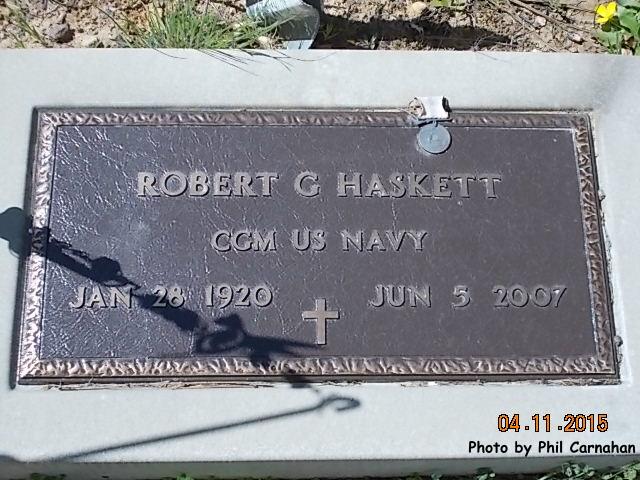 ROBERT G HASKETT
CGM US NAVY
JAN 28 1920 JUN 5 2007
04.11.2015
Photo by Phil Carnahan